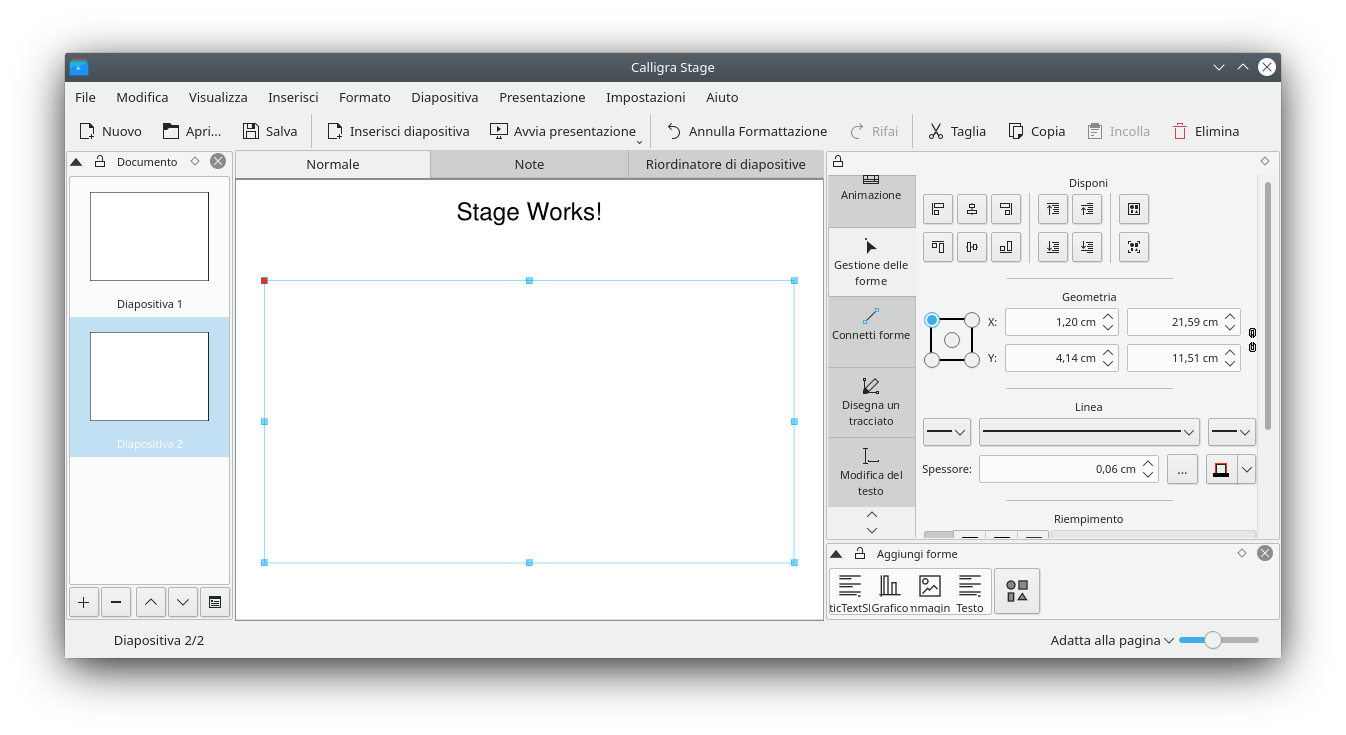 Calligra Stage
File Modifica Visualizza Inserisci Formato Diapositiva Presentazione Impostazioni Aiuto
Nuovo Apri... Salva Inserisci diapositiva Avvia presentazione Annulla Formattazione Rifai Taglia Copia Incolla Elimina
Documento
Diapositiva 1
Diapositiva 2
Normale Note Riordinatore di diapositive
Stage Works!
Animazione
Gestione delle
forme
Connetti forme
Disegna un
tracciato
Modifica del
testo
Disponi
Geometria
X: 1,20 cm 21,59 cm
Y: 4,14 cm 11,51 cm
Linea
Spessore: 0,06 cm ...
Riempimento
Aggiungi forme
ticTextSl Grafico mmagin Testo
Diapositiva 2/2
Adatta alla pagina